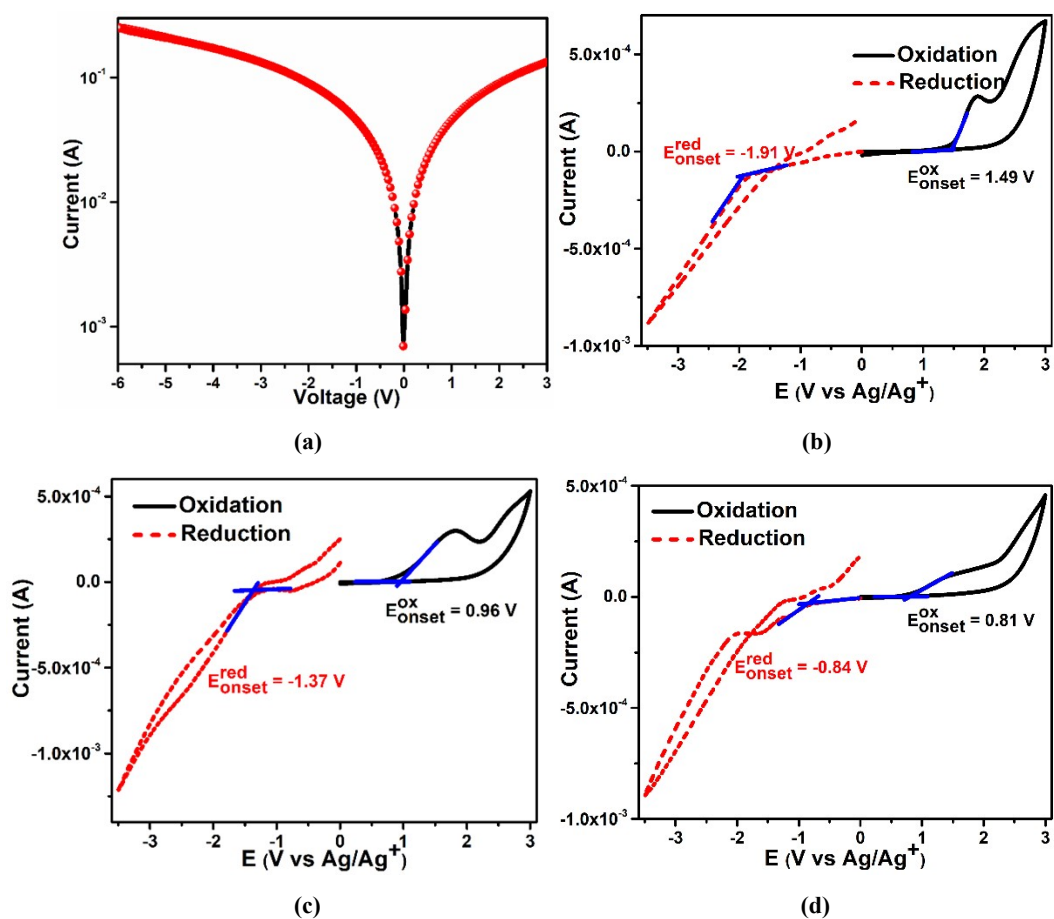 Current (A)
10⁻¹
10⁻²
10⁻³
-6 -5 -4 -3 -2 -1 0 1 2 3
Voltage (V)
(a)
Current (A)
5.0x10⁻⁴
0.0
-5.0x10⁻⁴
-1.0x10⁻³
Oxidation
Reduction
E^red_onset = -1.91 V
E^ox_onset = 1.49 V
-3 -2 -1 0 1 2 3
E (V vs Ag/Ag⁺)
(b)
Current (A)
5.0x10⁻⁴
0.0
-5.0x10⁻⁴
-1.0x10⁻³
Oxidation
Reduction
E^ox_onset = 0.96 V
E^red_onset = -1.37 V
-3 -2 -1 0 1 2 3
E (V vs Ag/Ag⁺)
(c)
Current (A)
5.0x10⁻⁴
0.0
-5.0x10⁻⁴
-1.0x10⁻³
Oxidation
Reduction
E^ox_onset = 0.81 V
E^red_onset = -0.84 V
-3 -2 -1 0 1 2 3
E (V vs Ag/Ag⁺)
(d)